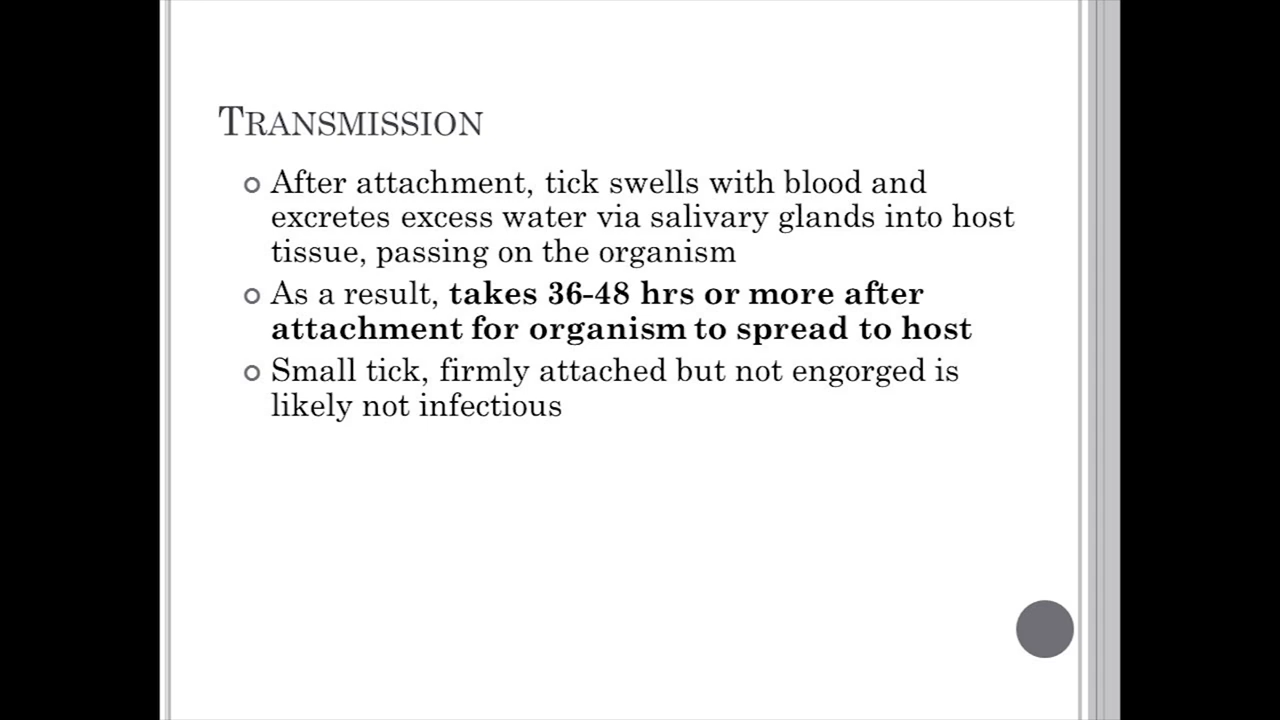 TRANSMISSION
After attachment, tick swells with blood and
excretes excess water via salivary glands into host
tissue, passing on the organism
As a result, takes 36-48 hrs or more after
attachment for organism to spread to host
Small tick, firmly attached but not engorged is
likely not infectious